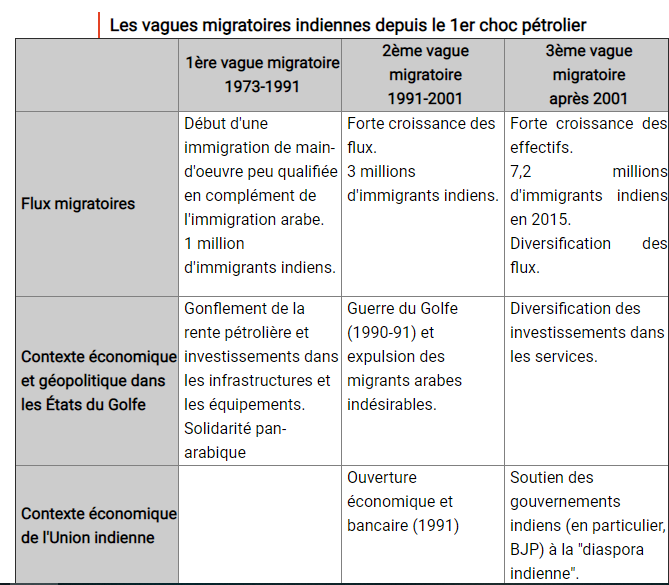 Les vagues migratoires indiennes depuis le 1er choc pétrolier
1ère vague migratoire
1973-1991
2ème vague
migratoire
1991-2001
3ème vague
migratoire
après 2001
Flux migratoires
Début d'une
immigration de main-
d'oeuvre peu qualifiée
en complément de
l'immigration arabe.
1 million
d'immigrants indiens.
Forte croissance des
flux.
3 millions
d'immigrants indiens.
Forte croissance des
effectifs.
7,2 millions
d'immigrants indiens
en 2015.
Diversification des
flux.
Contexte économique
et géopolitique dans
les États du Golfe
Gonflement de la
rente pétrolière et
investissements dans
les infrastructures et
les équipements.
Solidarité pan-
arabique
Guerre du Golfe
(1990-91) et
expulsion des
migrants arabes
indésirables.
Diversification des
investissements dans
les services.
Contexte économique
de l'Union indienne
Ouverture
économique et
bancaire (1991)
Soutien des
gouvernements
indiens (en particulier,
BJP) à la "diaspora
indienne".